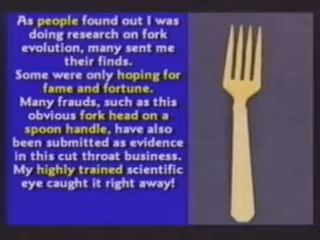 As people found out I was
doing research on fork
evolution, many sent me
their finds.
Some were only hoping for
fame and fortune.
Many frauds, such as this
obvious fork head on a
spoon handle, have also
been submitted as evidence
in this cut throat business.
My highly trained scientific
eye caught it right away!